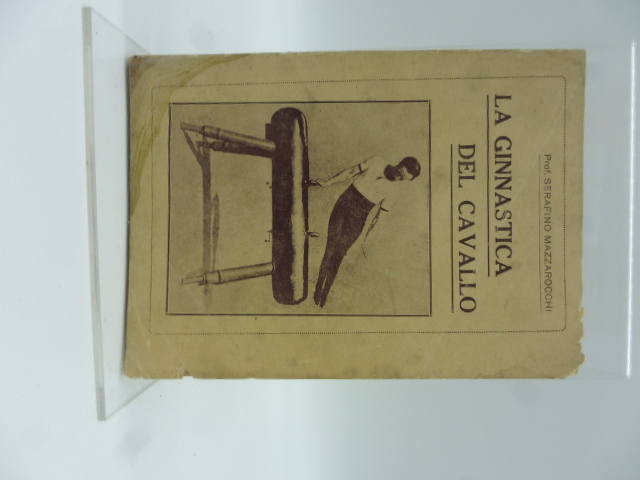 Prof. SERAFINO MAZZAROCCHI
LA GINNASTICA
DEL CAVALLO